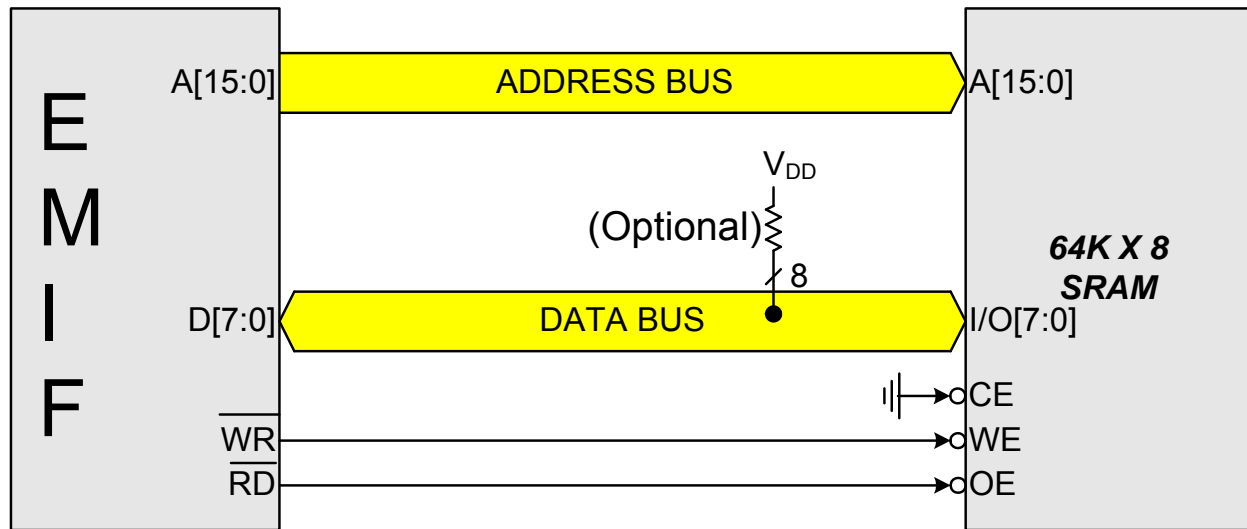 EMIF
A[15:0]
ADDRESS BUS
A[15:0]
V_DD
(Optional)
8
64K X 8
SRAM
D[7:0]
DATA BUS
I/O[7:0]
CE
WR
WE
RD
OE